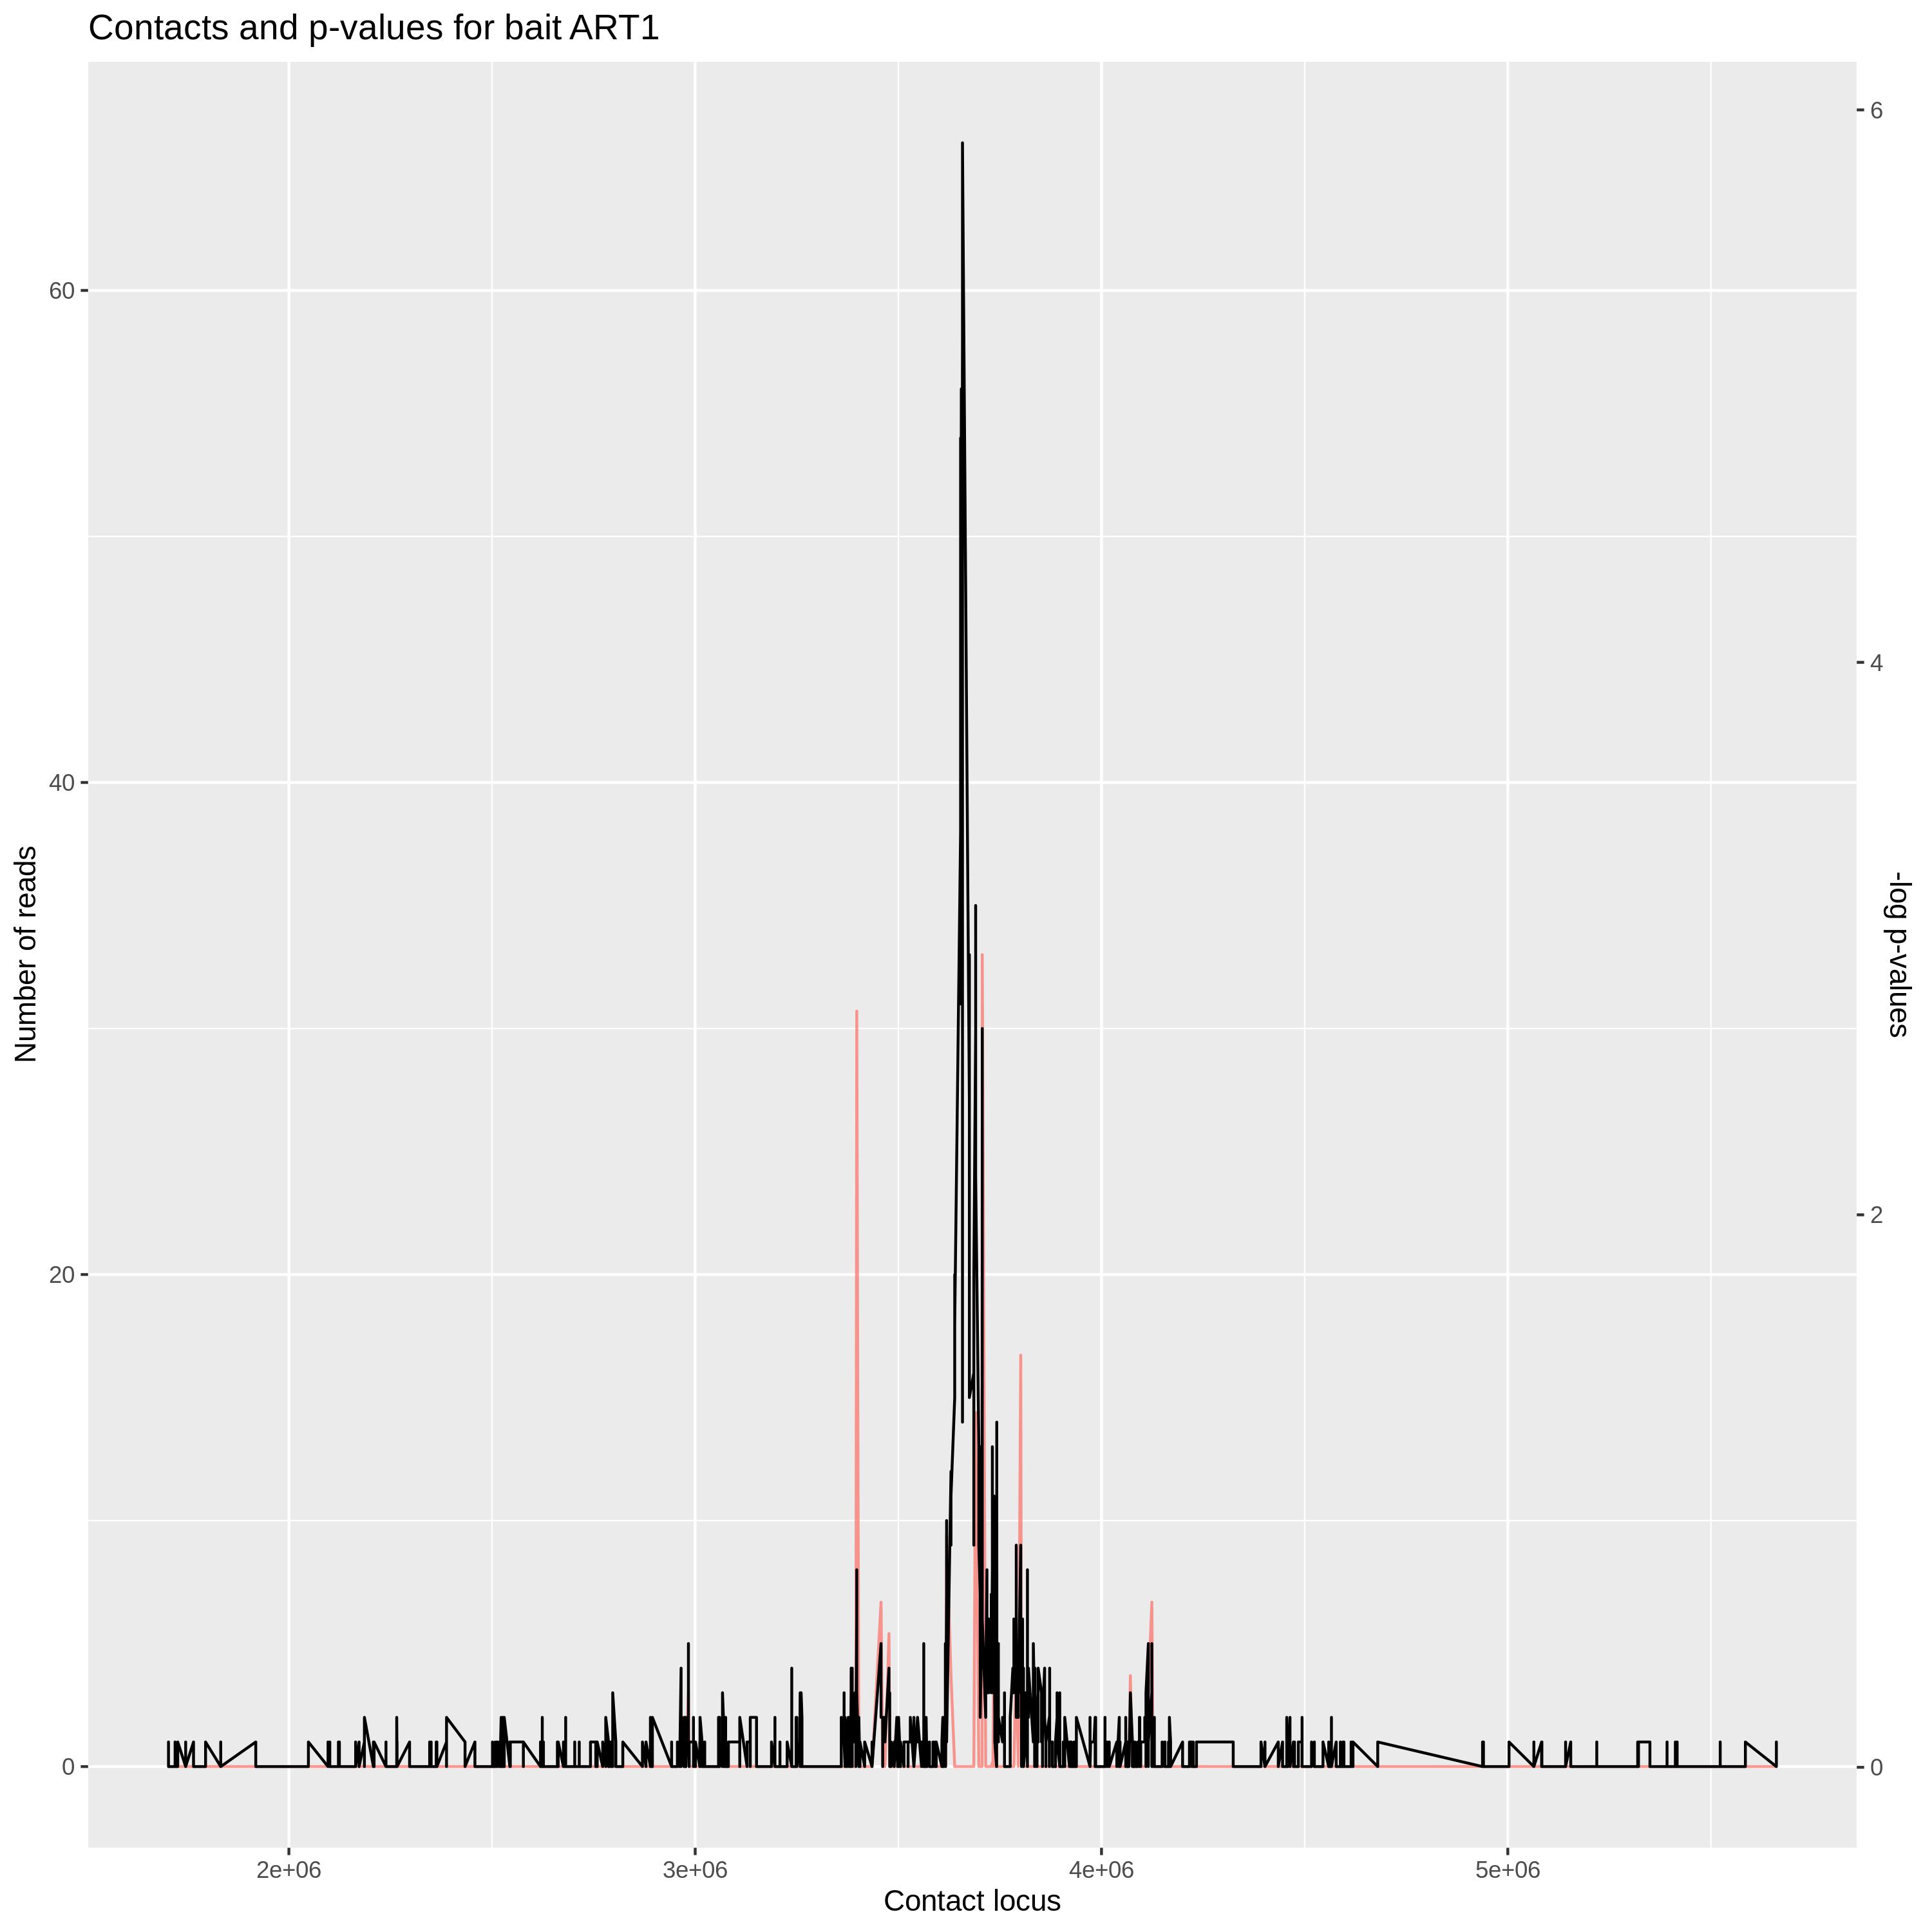 Contacts and p-values for bait ART1
6
60
4
40
Number of reads
-log p-values
2
20
0
0
2e+06
3e+06
4e+06
5e+06
Contact locus